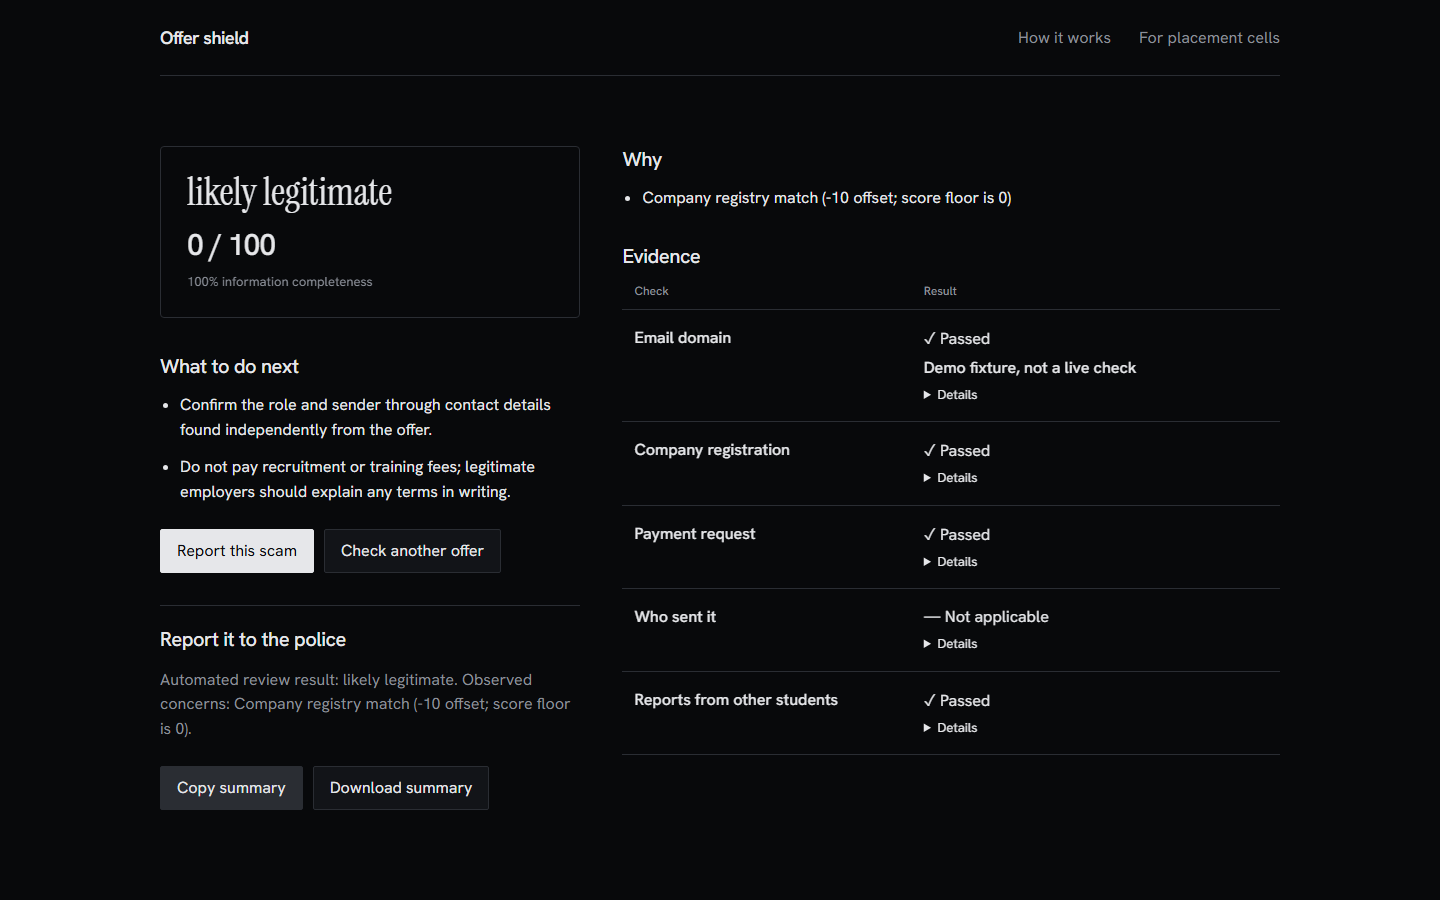 Offer shield
How it works
For placement cells
likely legitimate
0 / 100
100% information completeness
What to do next
• Confirm the role and sender through contact details
found independently from the offer.
• Do not pay recruitment or training fees; legitimate
employers should explain any terms in writing.
Report this scam
Check another offer
Report it to the police
Automated review result: likely legitimate. Observed
concerns: Company registry match (-10 offset; score floor
is 0).
Copy summary
Download summary
Why
• Company registry match (-10 offset; score floor is 0)
Evidence
Check Result
Email domain ✓ Passed
Demo fixture, not a live check
▶ Details
Company registration ✓ Passed
▶ Details
Payment request ✓ Passed
▶ Details
Who sent it — Not applicable
▶ Details
Reports from other students ✓ Passed
▶ Details